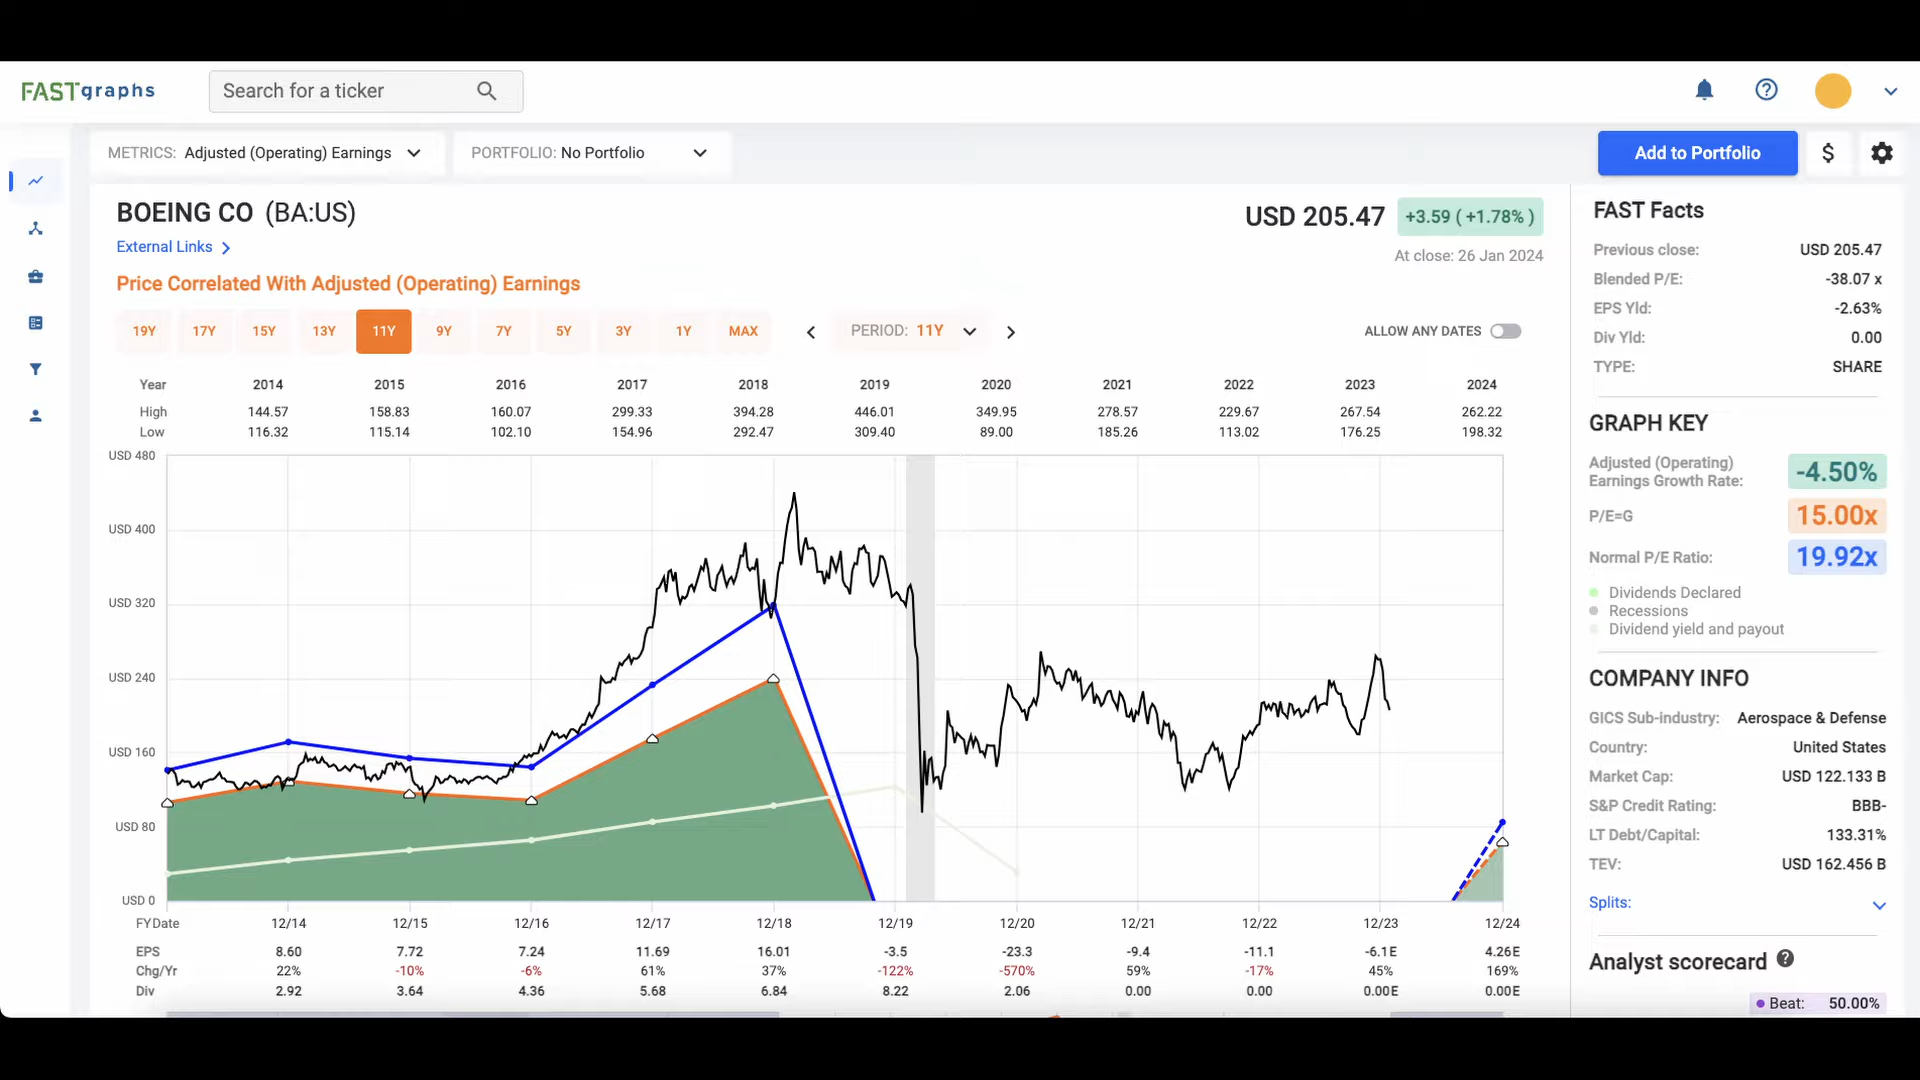 FASTgraphs
Search for a ticker
METRICS: Adjusted (Operating) Earnings
PORTFOLIO: No Portfolio
Add to Portfolio
$
BOEING CO (BA:US)
USD 205.47 +3.59 ( +1.78% )
External Links
At close: 26 Jan 2024
Price Correlated With Adjusted (Operating) Earnings
19Y 17Y 15Y 13Y 11Y 9Y 7Y 5Y 3Y 1Y MAX
PERIOD: 11Y
ALLOW ANY DATES
Year 2014 2015 2016 2017 2018 2019 2020 2021 2022 2023 2024
High 144.57 158.83 160.07 299.33 394.28 446.01 349.95 278.57 229.67 267.54 262.22
Low 116.32 115.14 102.10 154.96 292.47 309.40 89.00 185.26 113.02 176.25 198.32
USD 480
USD 400
USD 320
USD 240
USD 160
USD 80
USD 0
FYDate 12/14 12/15 12/16 12/17 12/18 12/19 12/20 12/21 12/22 12/23 12/24
EPS 8.60 7.72 7.24 11.69 16.01 -3.5 -23.3 -9.4 -11.1 -6.1E 4.26E
Chg/Yr 22% -10% -6% 61% 37% -122% -570% 59% -17% 45% 169%
Div 2.92 3.64 4.36 5.68 6.84 8.22 2.06 0.00 0.00 0.00E 0.00E
FAST Facts
Previous close: USD 205.47
Blended P/E: -38.07 x
EPS Yld: -2.63%
Div Yld: 0.00
TYPE: SHARE
GRAPH KEY
Adjusted (Operating)
Earnings Growth Rate: -4.50%
P/E=G 15.00x
Normal P/E Ratio: 19.92x
Dividends Declared
Recessions
Dividend yield and payout
COMPANY INFO
GICS Sub-industry: Aerospace & Defense
Country: United States
Market Cap: USD 122.133 B
S&P Credit Rating: BBB-
LT Debt/Capital: 133.31%
TEV: USD 162.456 B
Splits:
Analyst scorecard ?
Beat: 50.00%